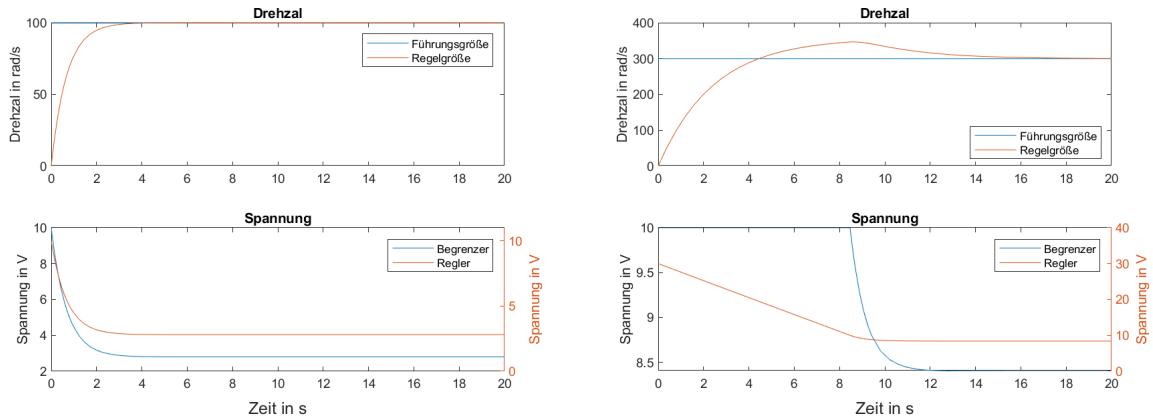 Drehzal
Drehzal in rad/s
100
50
0
Führungsgröße
Regelgröße
0 2 4 6 8 10 12 14 16 18 20
Drehzal
Drehzal in rad/s
400
300
200
100
0
Führungsgröße
Regelgröße
0 2 4 6 8 10 12 14 16 18 20
Spannung
Spannung in V
10
8
6
4
2
Begrenzer
Regler
10
5
0
Spannung in V
0 2 4 6 8 10 12 14 16 18 20
Zeit in s
Spannung
Spannung in V
10
9.5
9
8.5
Begrenzer
Regler
40
30
20
10
0
Spannung in V
0 2 4 6 8 10 12 14 16 18 20
Zeit in s